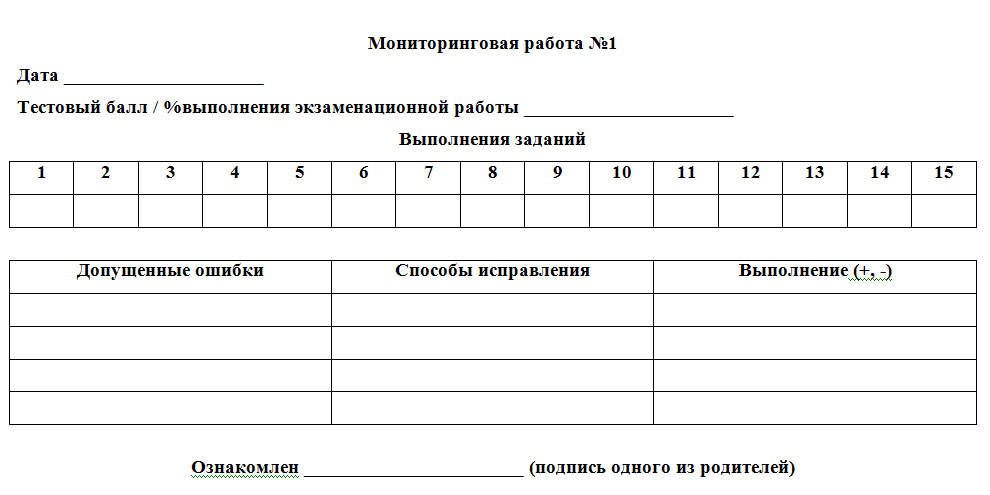 Мониторинговая работа №1
Дата ____________________
Тестовый балл / %выполнения экзаменационной работы _____________________
Выполнения заданий
1 2 3 4 5 6 7 8 9 10 11 12 13 14 15
Допущенные ошибки Способы исправления Выполнение (+, -)
Ознакомлен ______________________ (подпись одного из родителей)